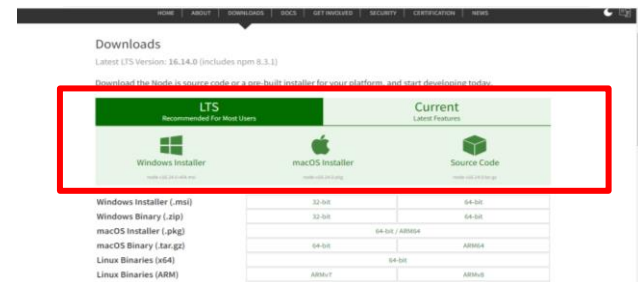 HOME | ABOUT | DOWNLOADS | DOCS | GET INVOLVED | SECURITY | CERTIFICATION | NEWS
Downloads
Latest LTS Version: 16.14.0 (includes npm 8.3.1)
Download the Node.js source code or a pre-built installer for your platform, and start developing today.
LTS
Recommended For Most Users
Current
Latest Features
Windows Installer
macOS Installer
Source Code
Windows Installer (.msi) 32-bit 64-bit
Windows Binary (.zip) 32-bit 64-bit
macOS Installer (.pkg) 64-bit / ARM64
macOS Binary (.tar.gz) 64-bit ARM64
Linux Binaries (x64) 64-bit
Linux Binaries (ARM) ARMv7 ARMv8